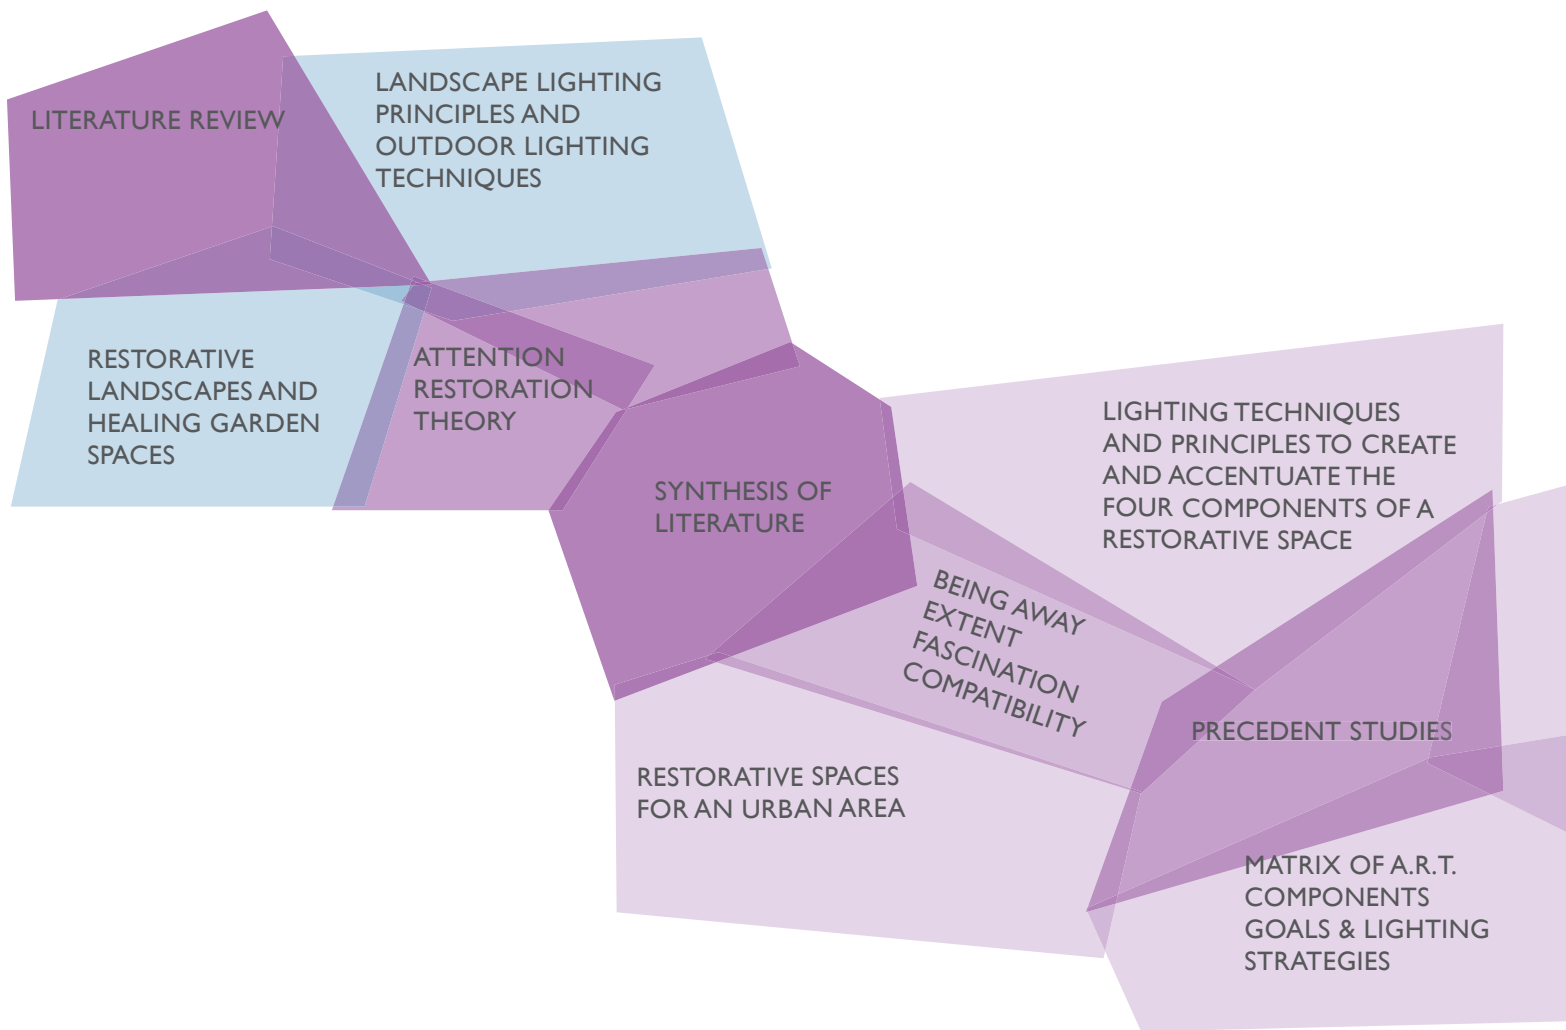 LITERATURE REVIEW
LANDSCAPE LIGHTING
PRINCIPLES AND
OUTDOOR LIGHTING
TECHNIQUES
RESTORATIVE
LANDSCAPES AND
HEALING GARDEN
SPACES
ATTENTION
RESTORATION
THEORY
SYNTHESIS OF
LITERATURE
LIGHTING TECHNIQUES
AND PRINCIPLES TO CREATE
AND ACCENTUATE THE
FOUR COMPONENTS OF A
RESTORATIVE SPACE
BEING AWAY
EXTENT
FASCINATION
COMPATIBILITY
RESTORATIVE SPACES
FOR AN URBAN AREA
PRECEDENT STUDIES
MATRIX OF A.R.T.
COMPONENTS
GOALS & LIGHTING
STRATEGIES